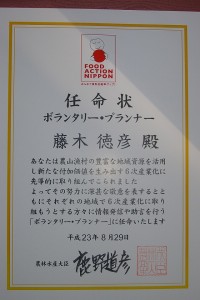 FOOD
ACTION
NIPPON
任命状
ボランタリー・プランナー
藤木 徳彦 殿
あなたは農山漁村の豊富な地域資源を活用
し新たな付加価値を生み出す6次産業化に
先導的に取り組んでこられました
よってその努力に深甚な敬意を表するととも
にそれぞれの地域で6次産業化に取り
組もうとする方々に情報発信や助言を行う
「ボランタリー・プランナー」に任命いたします
平成23年8月29日
農林水産大臣 鹿野道彦